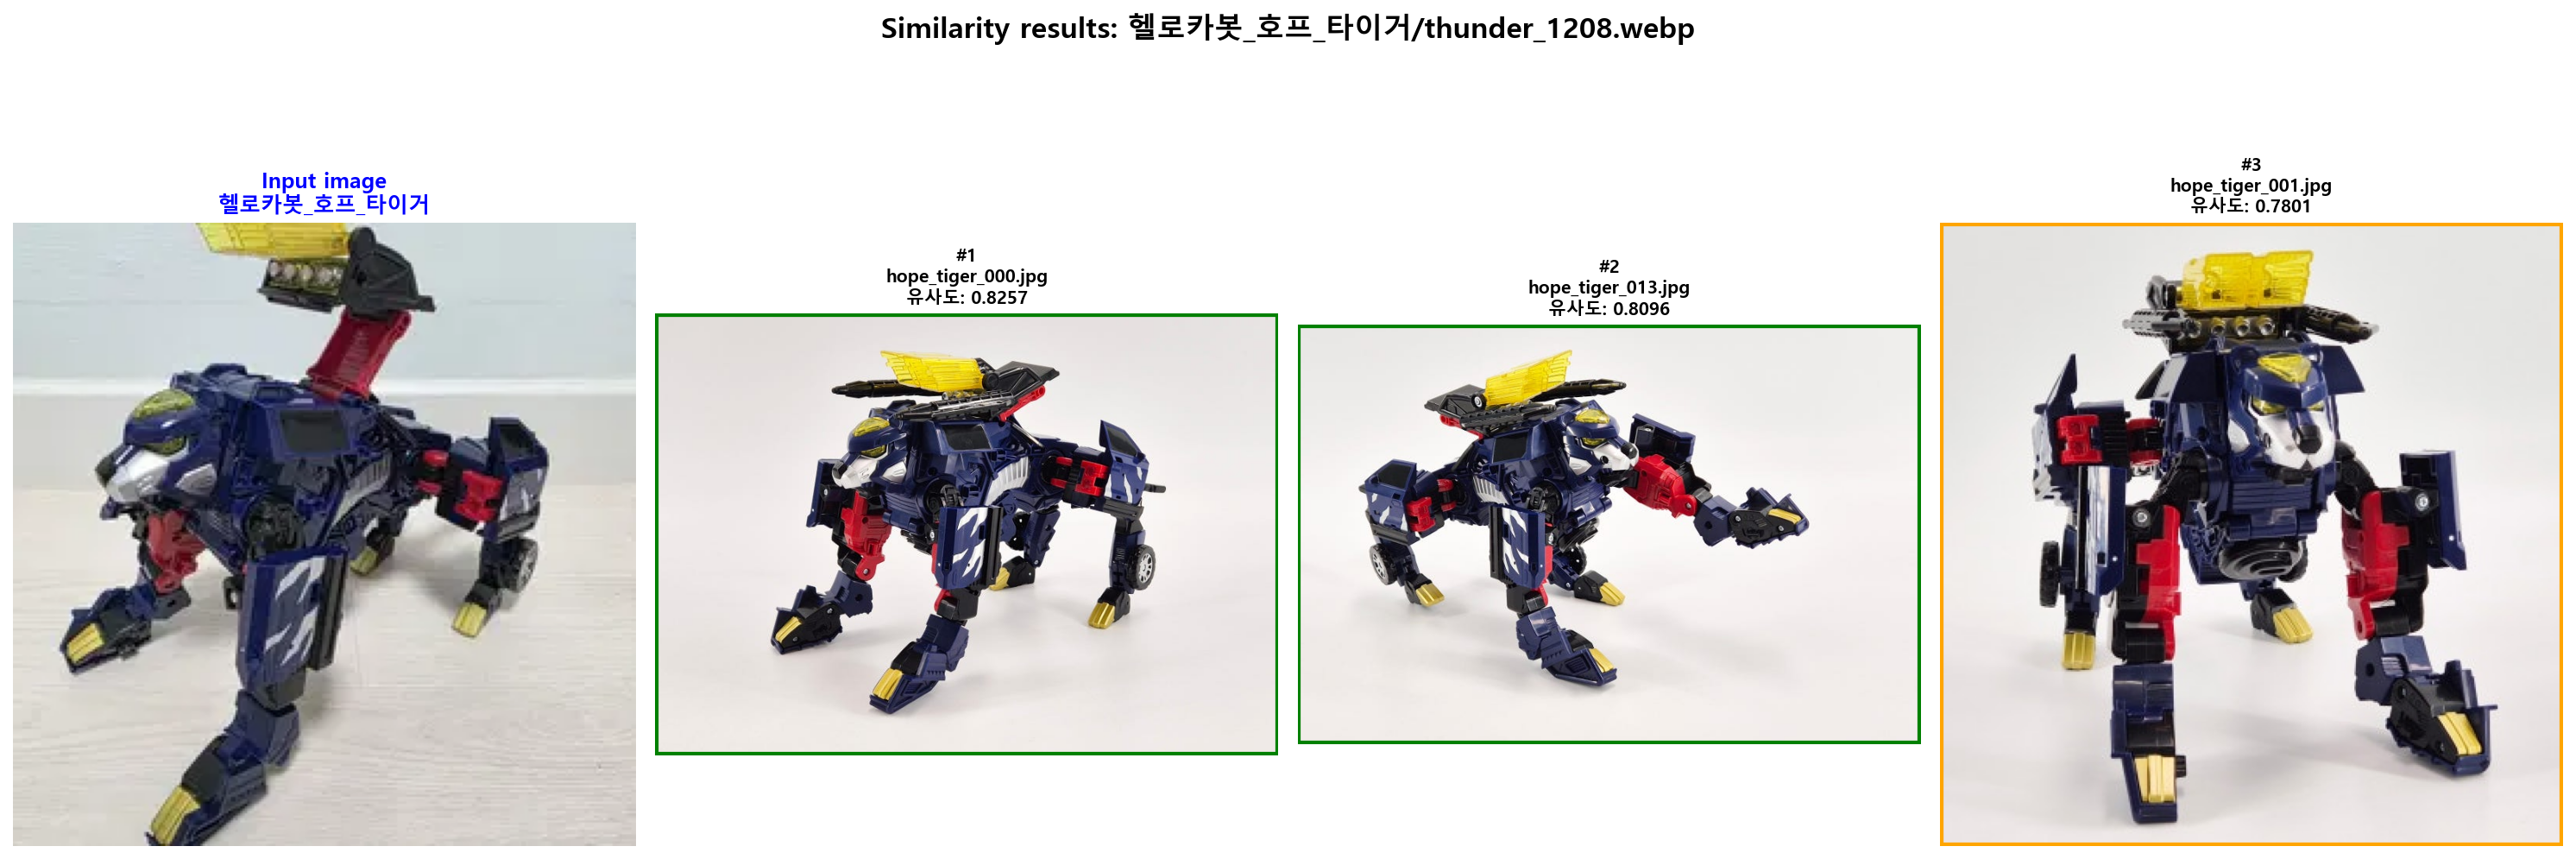 Similarity results: 헬로카봇_호프_타이거/thunder_1208.webp
Input image
헬로카봇_호프_타이거
#1
hope_tiger_000.jpg
유사도: 0.8257
#2
hope_tiger_013.jpg
유사도: 0.8096
#3
hope_tiger_001.jpg
유사도: 0.7801